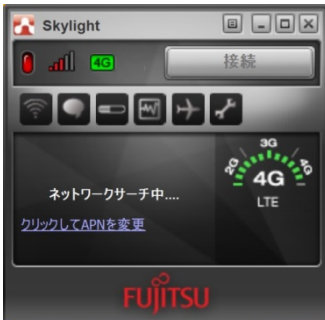 Skylight
4G
接続
2G
3G
4G
4G
LTE
ネットワークサーチ中....
クリックしてAPNを変更
FUJITSU